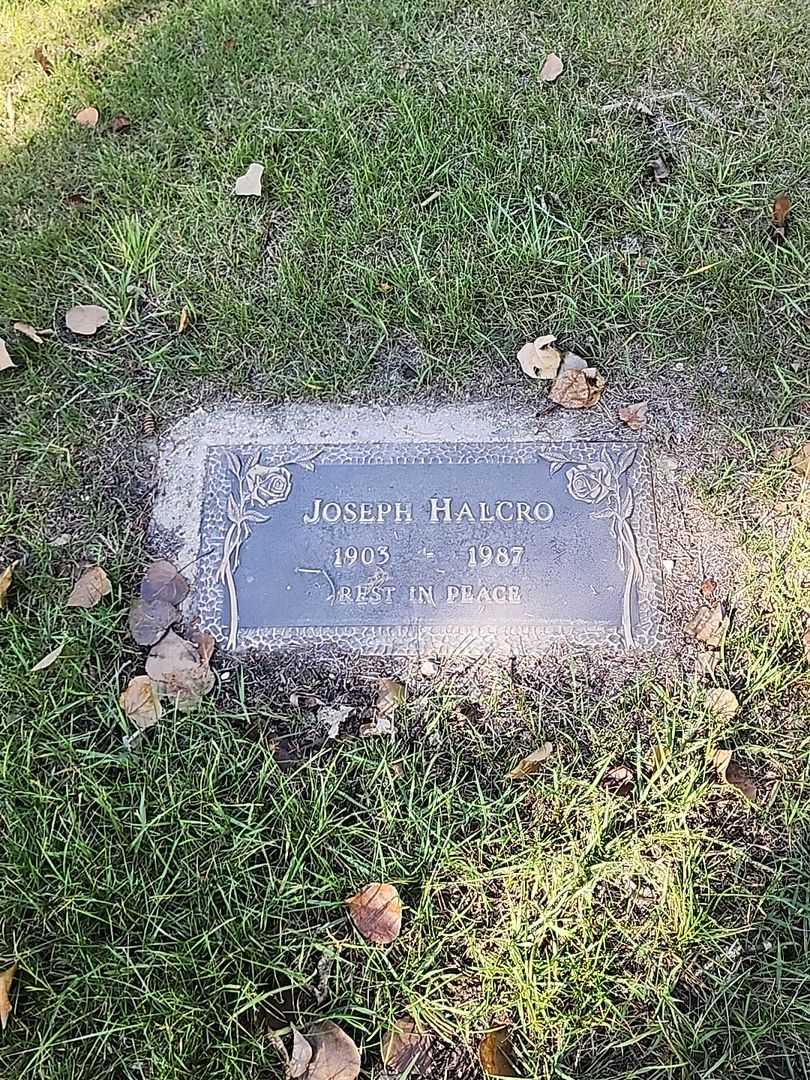 JOSEPH HALCRO
1903 - 1987
REST IN PEACE